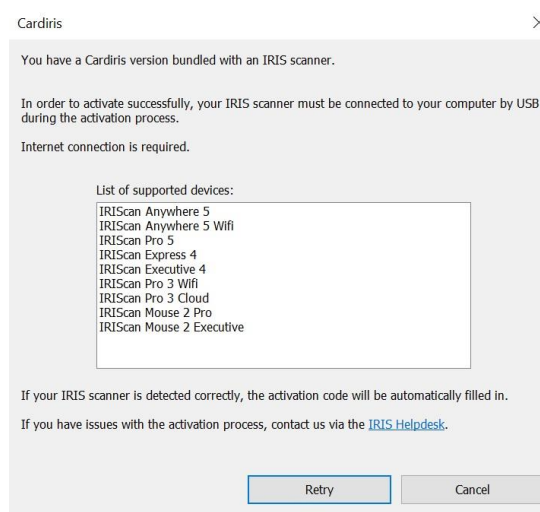 Cardiris
You have a Cardiris version bundled with an IRIS scanner.
In order to activate successfully, your IRIS scanner must be connected to your computer by USB
during the activation process.
Internet connection is required.
List of supported devices:
IRIScan Anywhere 5
IRIScan Anywhere 5 Wifi
IRIScan Pro 5
IRIScan Express 4
IRIScan Executive 4
IRIScan Pro 3 Wifi
IRIScan Pro 3 Cloud
IRIScan Mouse 2 Pro
IRIScan Mouse 2 Executive
If your IRIS scanner is detected correctly, the activation code will be automatically filled in.
If you have issues with the activation process, contact us via the IRIS Helpdesk.
Retry
Cancel